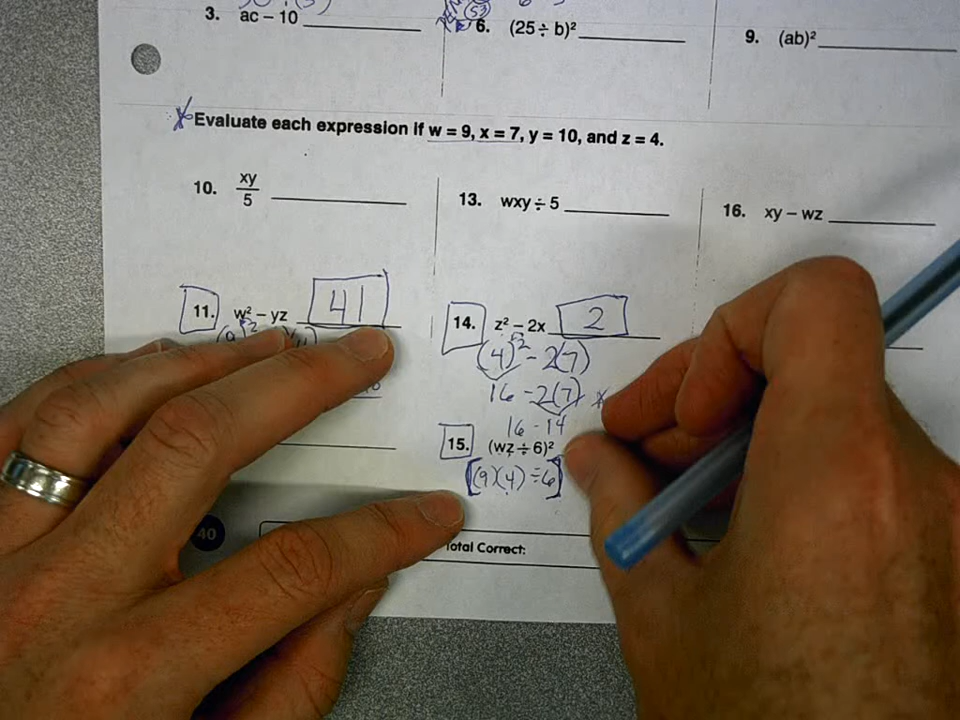 3. ac – 10
6. (25 ÷ b)²
9. (ab)²
Evaluate each expression if w = 9, x = 7, y = 10, and z = 4.
10. xy/5
13. wxy ÷ 5
16. xy – wz
11. w² – yz 41
14. z² – 2x 2
(4)² - 2(7)
16 - 2(7)
16 - 14
15. (wz ÷ 6)²
[(9)(4) ÷ 6]
40
Total Correct: